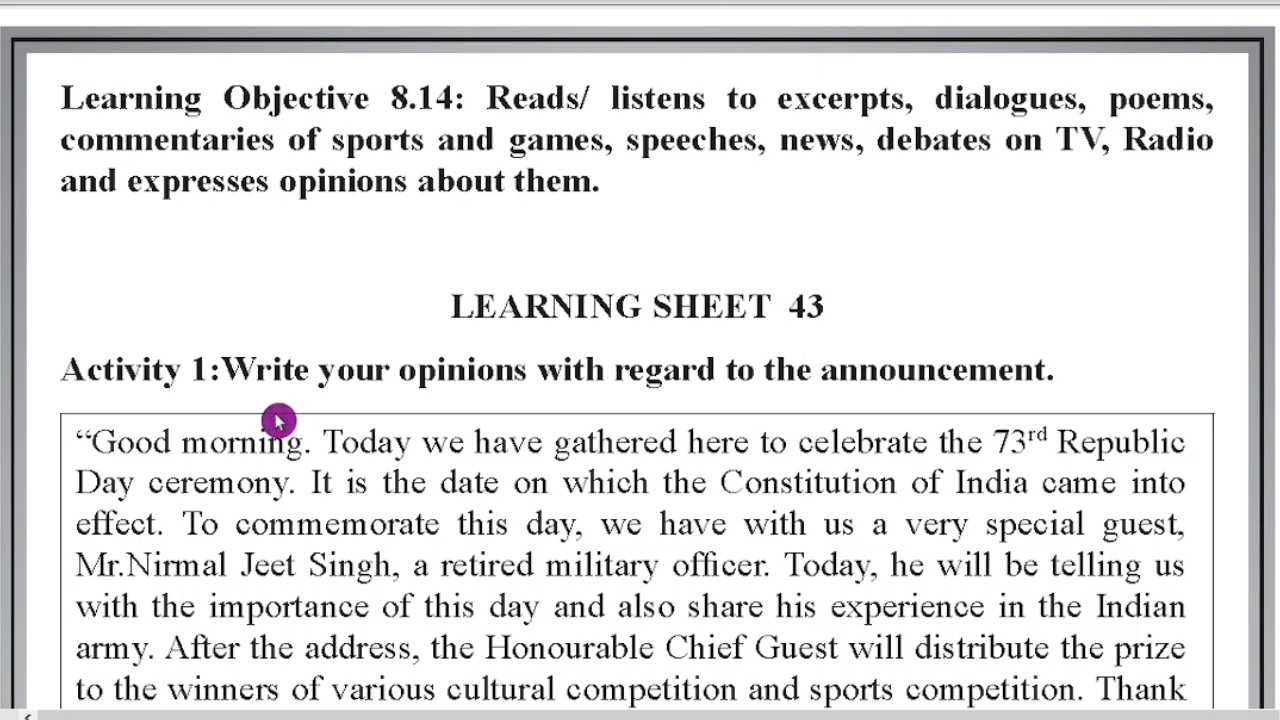 Learning Objective 8.14: Reads/ listens to excerpts, dialogues, poems,
commentaries of sports and games, speeches, news, debates on TV, Radio
and expresses opinions about them.
LEARNING SHEET 43
Activity 1:Write your opinions with regard to the announcement.
“Good morning. Today we have gathered here to celebrate the 73rd Republic
Day ceremony. It is the date on which the Constitution of India came into
effect. To commemorate this day, we have with us a very special guest,
Mr.Nirmal Jeet Singh, a retired military officer. Today, he will be telling us
with the importance of this day and also share his experience in the Indian
army. After the address, the Honourable Chief Guest will distribute the prize
to the winners of various cultural competition and sports competition. Thank